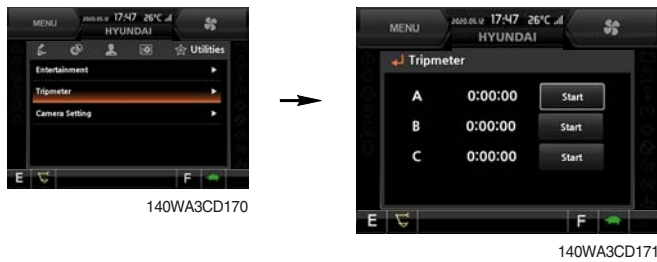 MENU 17:47 26°C
HYUNDAI
Utilities
Entertainment
Tripmeter
Camera Setting
E F
140WA3CD170
MENU 17:47 26°C
HYUNDAI
Tripmeter
A 0:00:00 Start
B 0:00:00 Start
C 0:00:00 Start
E F
140WA3CD171